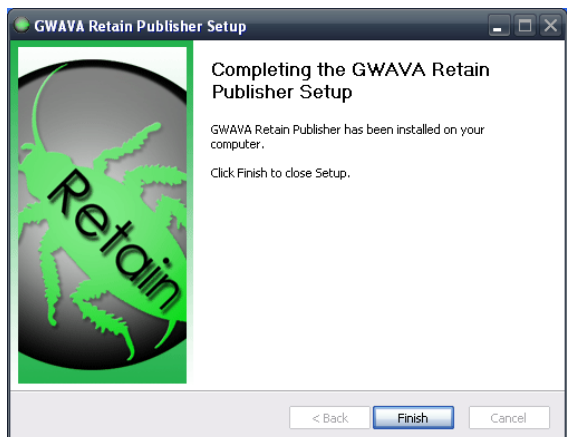 GWAVA Retain Publisher Setup
Completing the GWAVA Retain
Publisher Setup
GWAVA Retain Publisher has been installed on your
computer.
Click Finish to close Setup.
Retain
< Back
Finish
Cancel